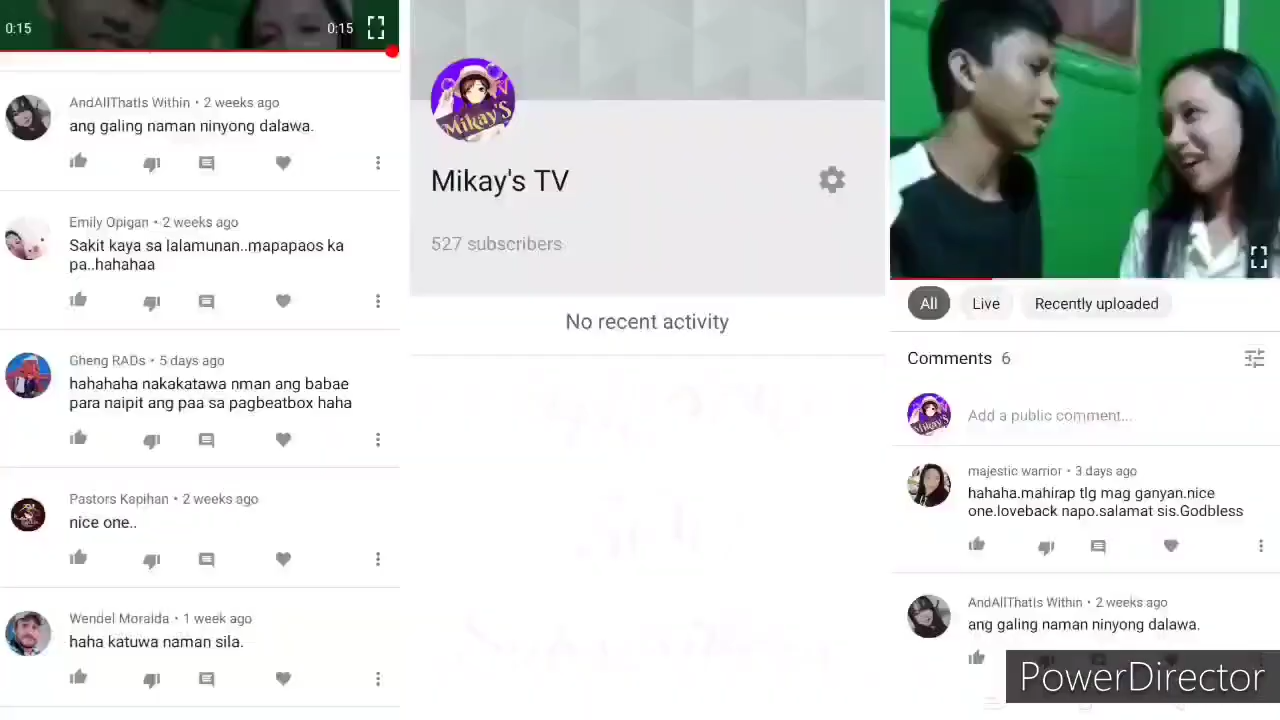 0:15
0:15
AndAllThatIs Within • 2 weeks ago
ang galing naman ninyong dalawa.
Emily Opigan • 2 weeks ago
Sakit kaya sa lalamunan..mapapaos ka
pa..hahahaa
Gheng RADs • 5 days ago
hahahaha nakakatawa nman ang babae
para naipit ang paa sa pagbeatbox haha
Pastors Kapihan • 2 weeks ago
nice one..
Wendel Moraida • 1 week ago
haha katuwa naman sila.
Mikay'S
TV
Mikay's TV
527 subscribers
No recent activity
All
Live
Recently uploaded
Comments 6
Mikay'S
Add a public comment...
majestic warrior • 3 days ago
hahaha.mahirap tlg mag ganyan.nice
one.loveback napo.salamat sis.Godbless
AndAllThatIs Within • 2 weeks ago
ang galing naman ninyong dalawa.
PowerDirector